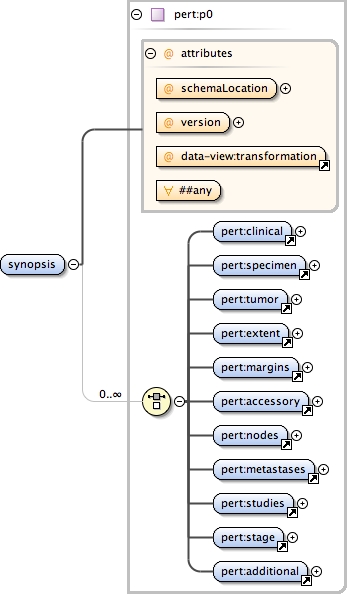 pert:p0
@ attributes
@ schemaLocation
@ version
@ data-view:transformation
∀ ##any
synopsis
0..∞
pert:clinical
pert:specimen
pert:tumor
pert:extent
pert:margins
pert:accessory
pert:nodes
pert:metastases
pert:studies
pert:stage
pert:additional